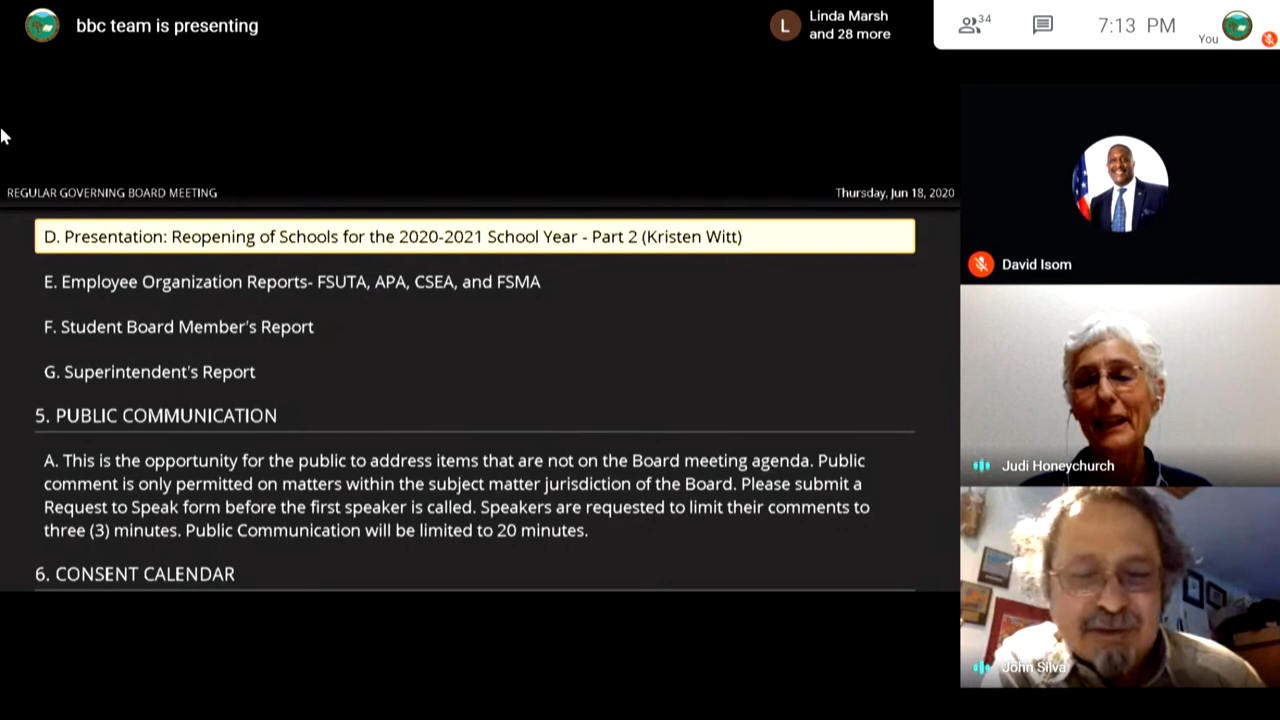 bbc team is presenting
L
Linda Marsh
and 28 more
34
7:13 PM
You
REGULAR GOVERNING BOARD MEETING
Thursday, Jun 18, 2020
D. Presentation: Reopening of Schools for the 2020-2021 School Year - Part 2 (Kristen Witt)
E. Employee Organization Reports- FSUTA, APA, CSEA, and FSMA
F. Student Board Member's Report
G. Superintendent's Report
5. PUBLIC COMMUNICATION
A. This is the opportunity for the public to address items that are not on the Board meeting agenda. Public
comment is only permitted on matters within the subject matter jurisdiction of the Board. Please submit a
Request to Speak form before the first speaker is called. Speakers are requested to limit their comments to
three (3) minutes. Public Communication will be limited to 20 minutes.
6. CONSENT CALENDAR
David Isom
Judi Honeychurch
John Silva